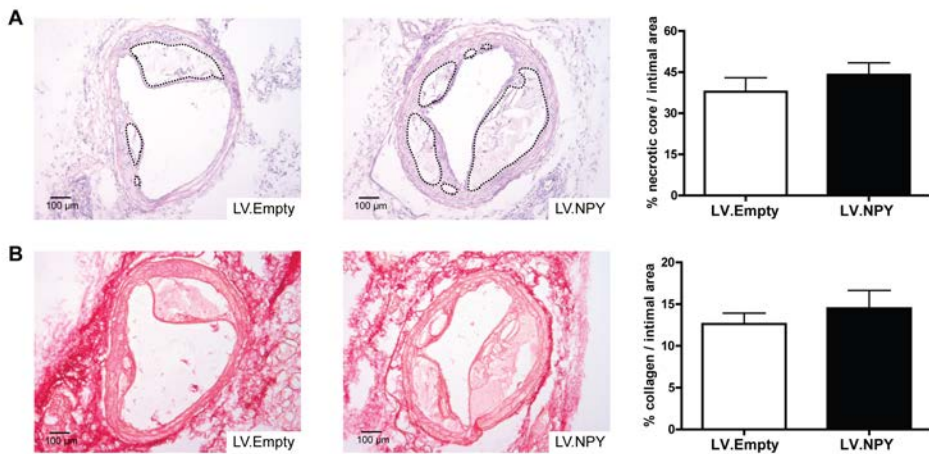 A
100 µm
LV.Empty
100 µm
LV.NPY
% necrotic core / intimal area
60
45
30
15
0
LV.Empty
LV.NPY
B
100 µm
LV.Empty
100 µm
LV.NPY
% collagen / intimal area
20
15
10
5
0
LV.Empty
LV.NPY